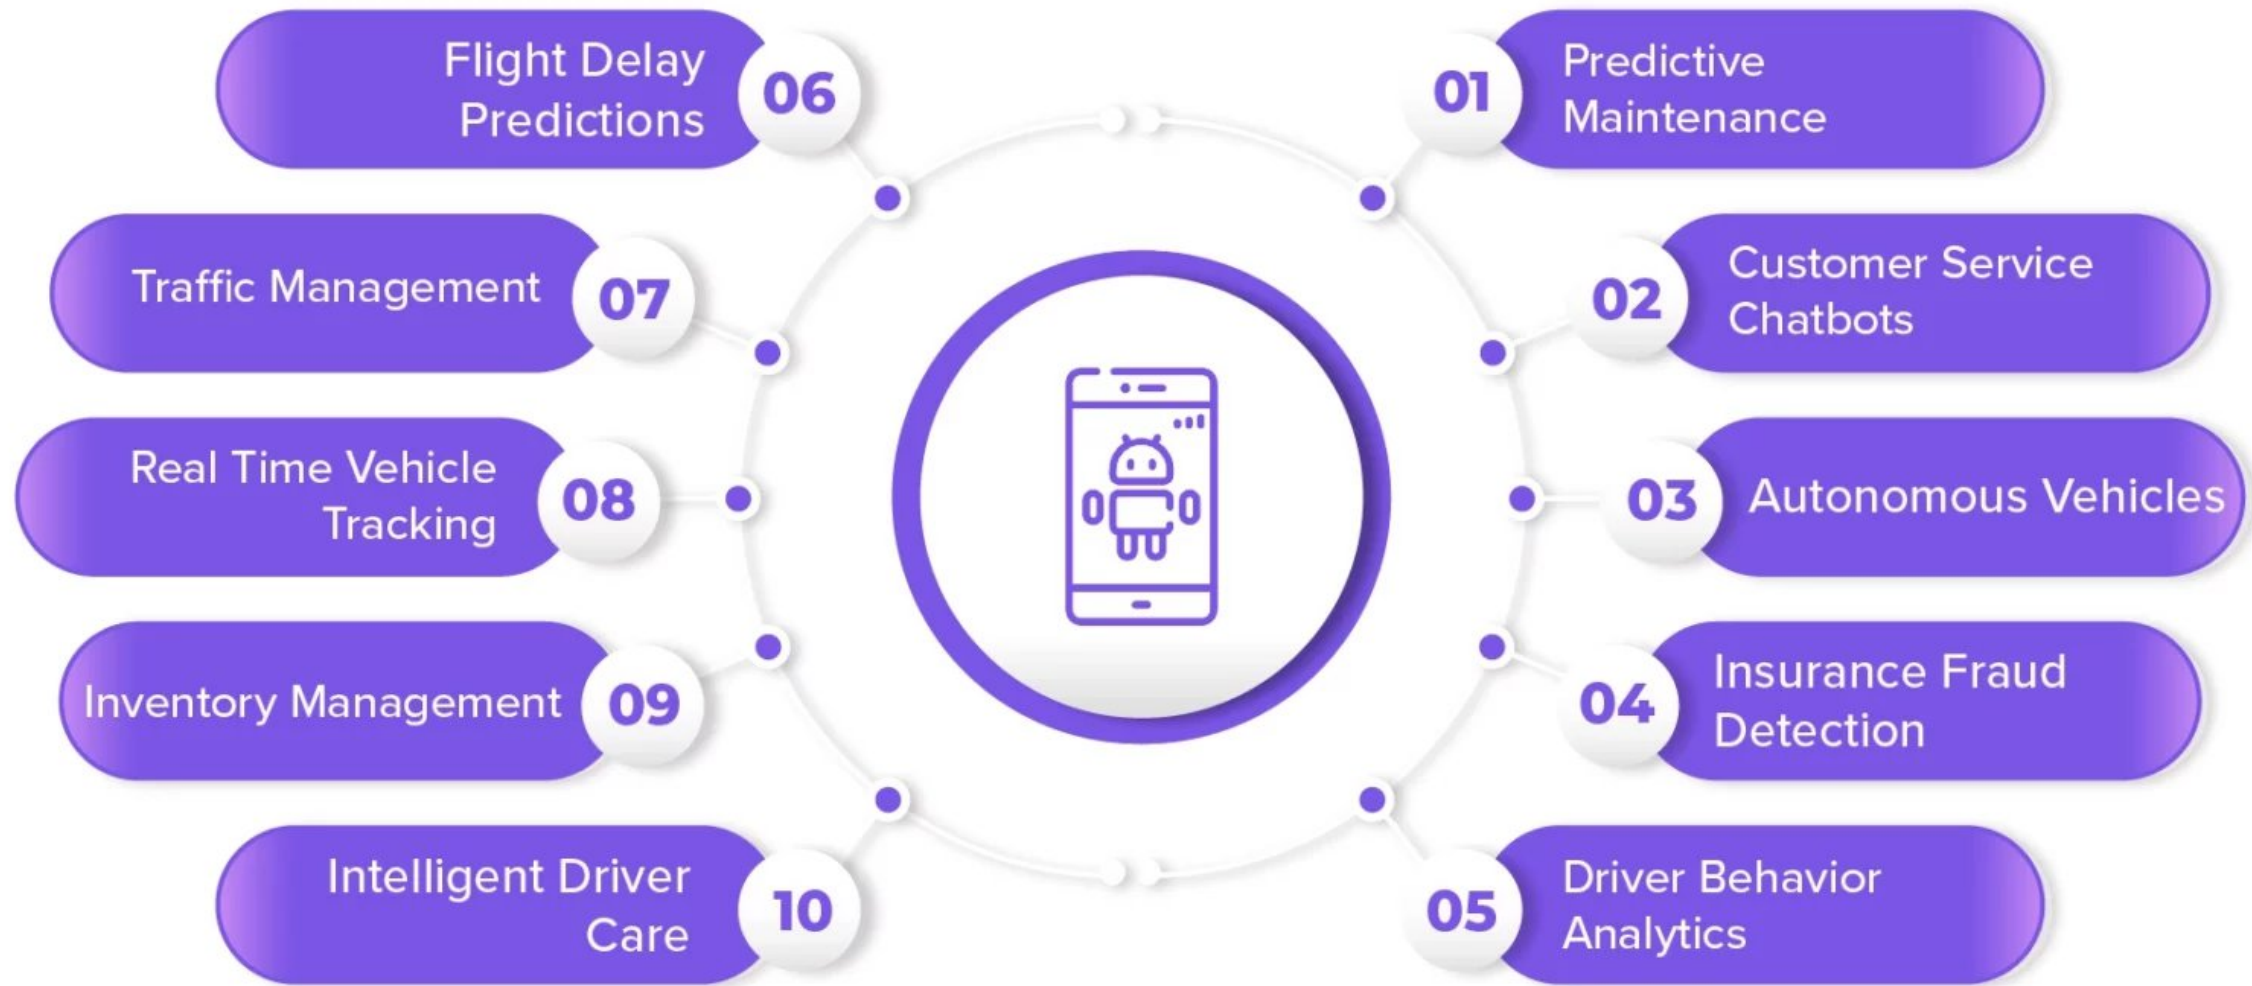 01
Predictive
Maintenance
02
Customer Service
Chatbots
03
Autonomous Vehicles
04
Insurance Fraud
Detection
05
Driver Behavior
Analytics
06
Flight Delay
Predictions
07
Traffic Management
08
Real Time Vehicle
Tracking
09
Inventory Management
10
Intelligent Driver
Care